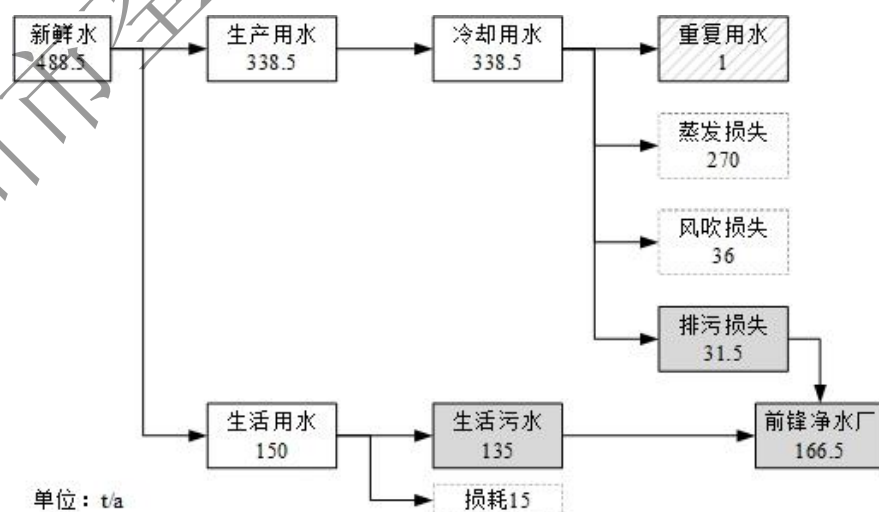 新鲜水
488.5
生产用水
338.5
冷却用水
338.5
重复用水
1
蒸发损失
270
风吹损失
36
排污损失
31.5
生活用水
150
生活污水
135
前锋净水厂
166.5
损耗15
单位：t/a